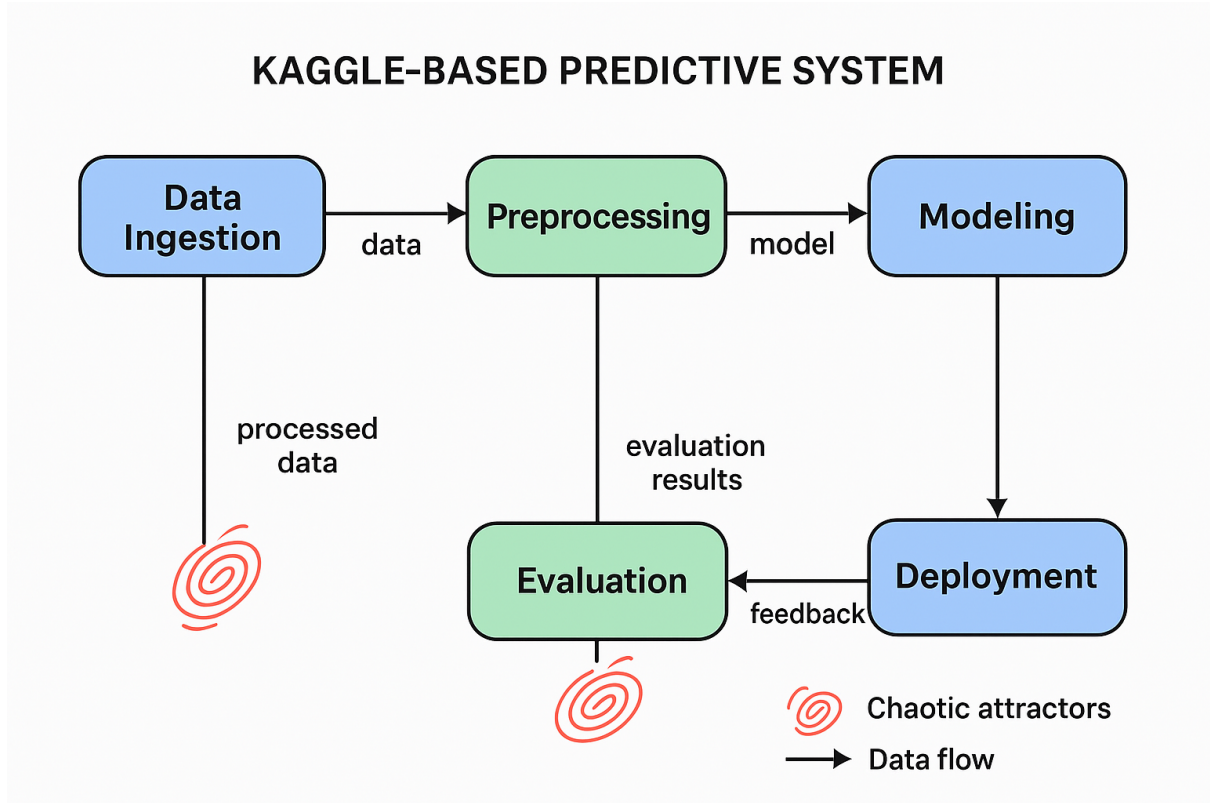 KAGGLE-BASED PREDICTIVE SYSTEM
Data
Ingestion
data
Preprocessing
model
Modeling
processed
data
evaluation
results
Evaluation
feedback
Deployment
Chaotic attractors
Data flow